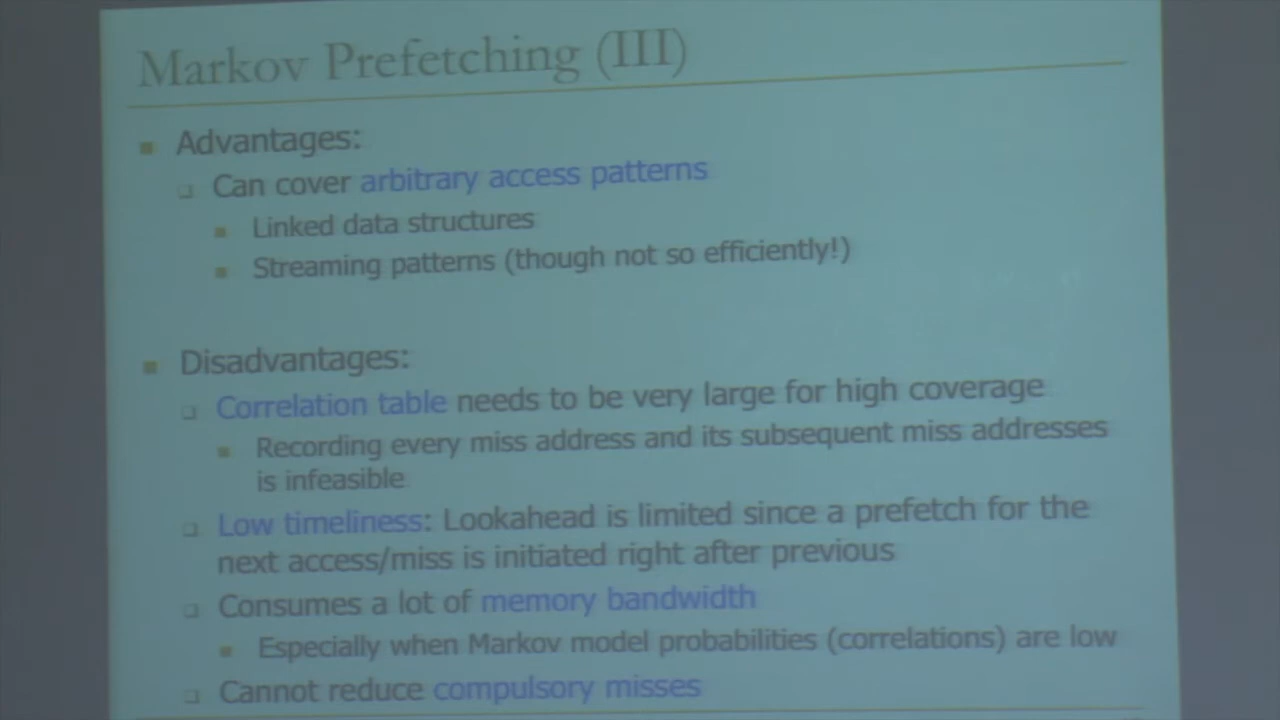 Markov Prefetching (III)
Advantages:
Can cover arbitrary access patterns
Linked data structures
Streaming patterns (though not so efficiently!)
Disadvantages:
Correlation table needs to be very large for high coverage
Recording every miss address and its subsequent miss addresses
is infeasible
Low timeliness: Lookahead is limited since a prefetch for the
next access/miss is initiated right after previous
Consumes a lot of memory bandwidth
Especially when Markov model probabilities (correlations) are low
Cannot reduce compulsory misses